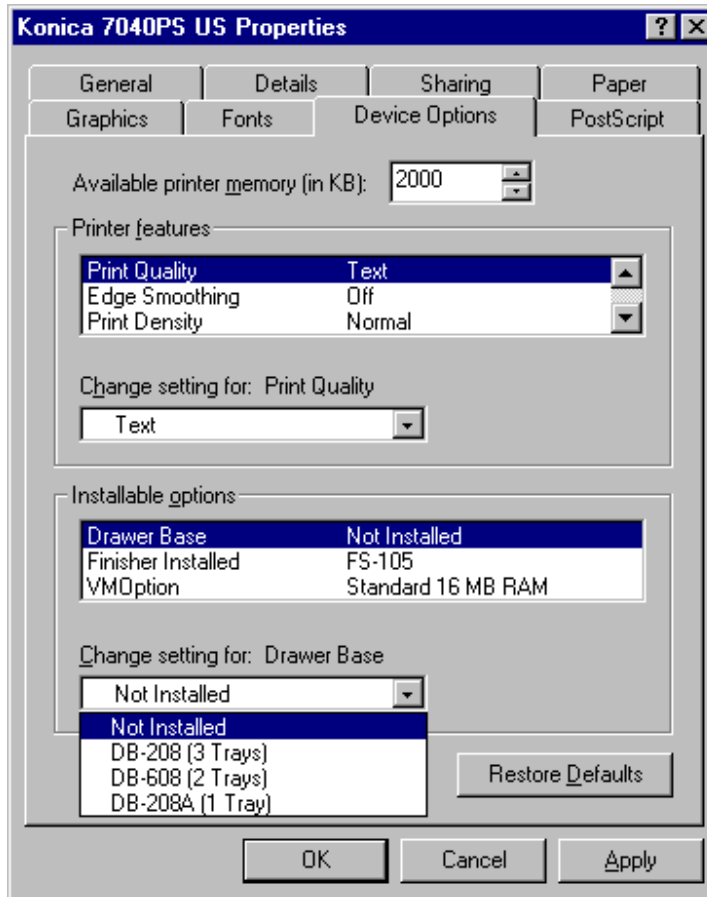 Konica 7040PS US Properties
General Details Sharing Paper
Graphics Fonts Device Options PostScript
Available printer memory (in KB): 2000
Printer features
Print Quality Text
Edge Smoothing Off
Print Density Normal
Change setting for: Print Quality
Text
Installable options
Drawer Base Not Installed
Finisher Installed FS-105
VMOption Standard 16 MB RAM
Change setting for: Drawer Base
Not Installed
Not Installed
DB-208 (3 Trays)
DB-608 (2 Trays)
DB-208A (1 Tray)
Restore Defaults
OK Cancel Apply